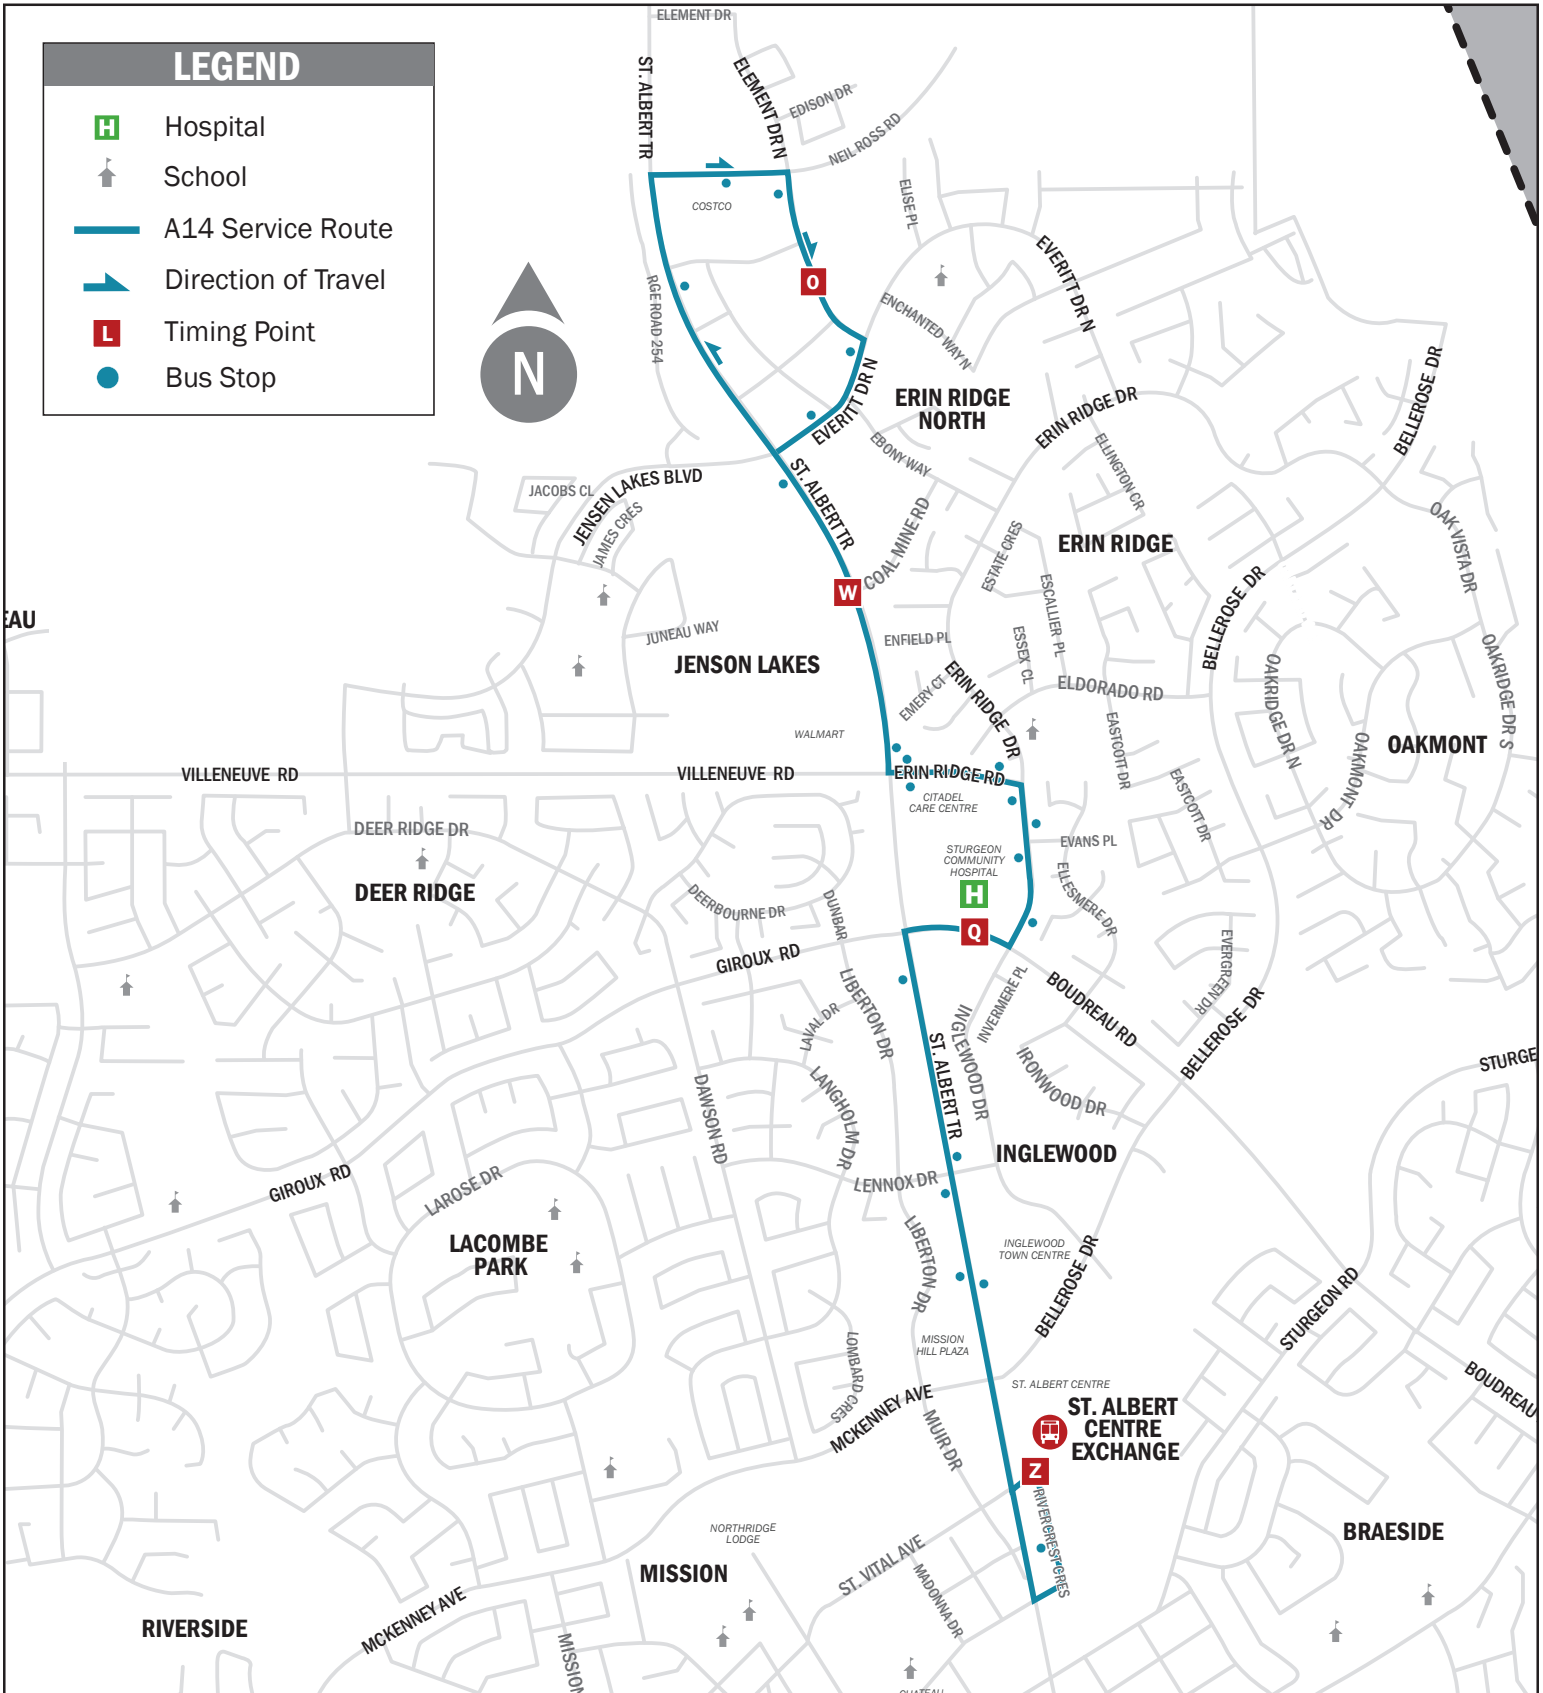 ELEMENT DR
LEGEND
H Hospital
School
A14 Service Route
Direction of Travel
L Timing Point
Bus Stop
N
ST. ALBERT TR
ELEMENT DR N
EDISON DR
NEIL ROSS RD
COSTCO
ELISE PL
EVERITT DR N
O
RGE ROAD 254
ENCHANTED WAY N
EVERITT DR N
ERIN RIDGE
NORTH
ERIN RIDGE DR
BELLEROSE DR
EBONY WAY
ELLINGTON CR
JACOBS CL
JENSEN LAKES BLVD
JAMES CRES
ST. ALBERT TR
COAL MINE RD
ESTATE CRES
ERIN RIDGE
OAK VISTA DR
W
ESCALLIER PL
BELLEROSE DR
EAU
JUNEAU WAY
ENFIELD PL
ESSEX CL
JENSON LAKES
EMERY CT
ERIN RIDGE DR
ELDORADO RD
OAKRIDGE DR N
OAKRIDGE DR S
WALMART
EASTCOTT DR
OAKMONT
OAKMONT DR
VILLENEUVE RD
VILLENEUVE RD
ERIN RIDGE RD
EASTCOTT DR
CITADEL
CARE CENTRE
DEER RIDGE DR
EVANS PL
STURGEON
COMMUNITY
HOSPITAL
H
DEER RIDGE
DEERBOURNE DR
DUNBAR
ELLESMERE DR
Q
GIROUX RD
EVERGREEN DR
LIBERTON DR
INVERMERE PL
BOUDREAU RD
BELLEROSE DR
LAVAL DR
INGLEWOOD DR
ST. ALBERT TR
IRONWOOD DR
STURGE
DAWSON RD
LANGHOLM DR
INGLEWOOD
GIROUX RD
LAROSE DR
LENNOX DR
LACOMBE
PARK
LIBERTON DR
INGLEWOOD
TOWN CENTRE
BELLEROSE DR
STURGEON RD
MISSION
HILL PLAZA
LOMBARD CRES
BOUDREAU
ST. ALBERT CENTRE
MCKENNEY AVE
MUIR DR
ST. ALBERT
CENTRE
EXCHANGE
Z
RIVERCREST CRES
NORTHRIDGE
LODGE
BRAESIDE
MISSION
ST. VITAL AVE
MADONNA DR
RIVERSIDE
MCKENNEY AVE
MISSION
CHATEAU